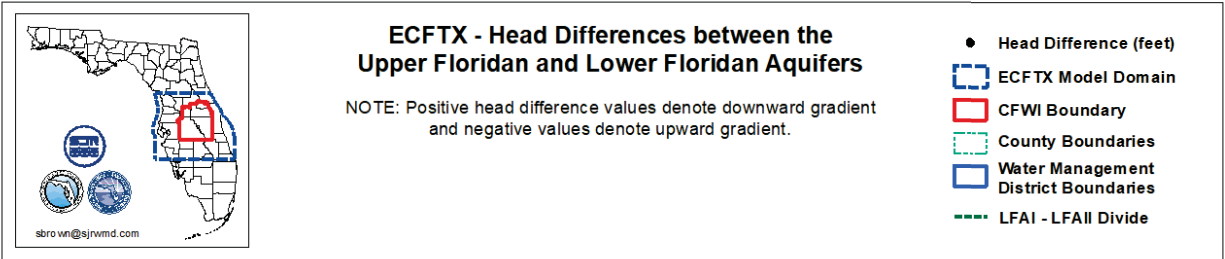 ECFTX - Head Differences between the
Upper Floridan and Lower Floridan Aquifers
NOTE: Positive head difference values denote downward gradient
and negative values denote upward gradient.
sbrown@sjrwmd.com
Head Difference (feet)
ECFTX Model Domain
CFWI Boundary
County Boundaries
Water Management
District Boundaries
LFAI - LFAII Divide